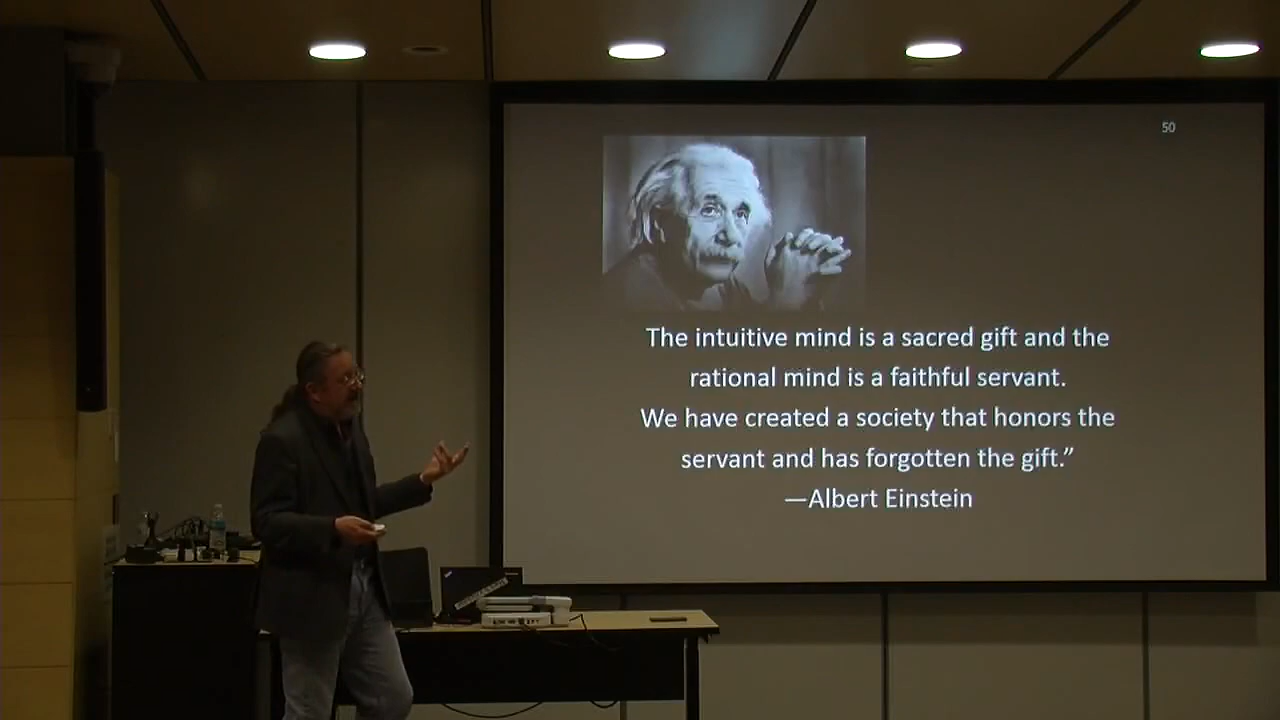 50
The intuitive mind is a sacred gift and the
rational mind is a faithful servant.
We have created a society that honors the
servant and has forgotten the gift.”
—Albert Einstein